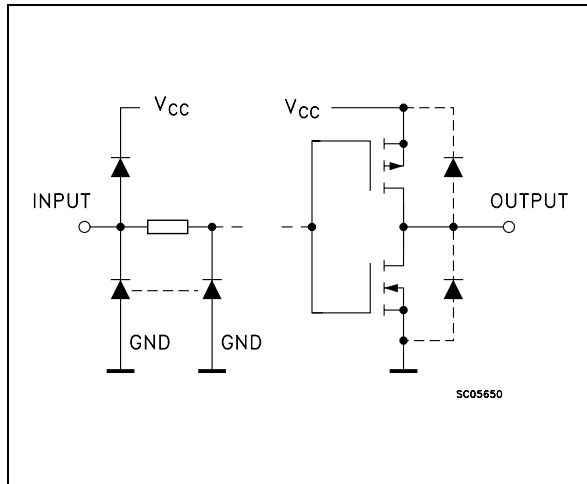 VCC
VCC
INPUT
OUTPUT
GND
GND
SC05650